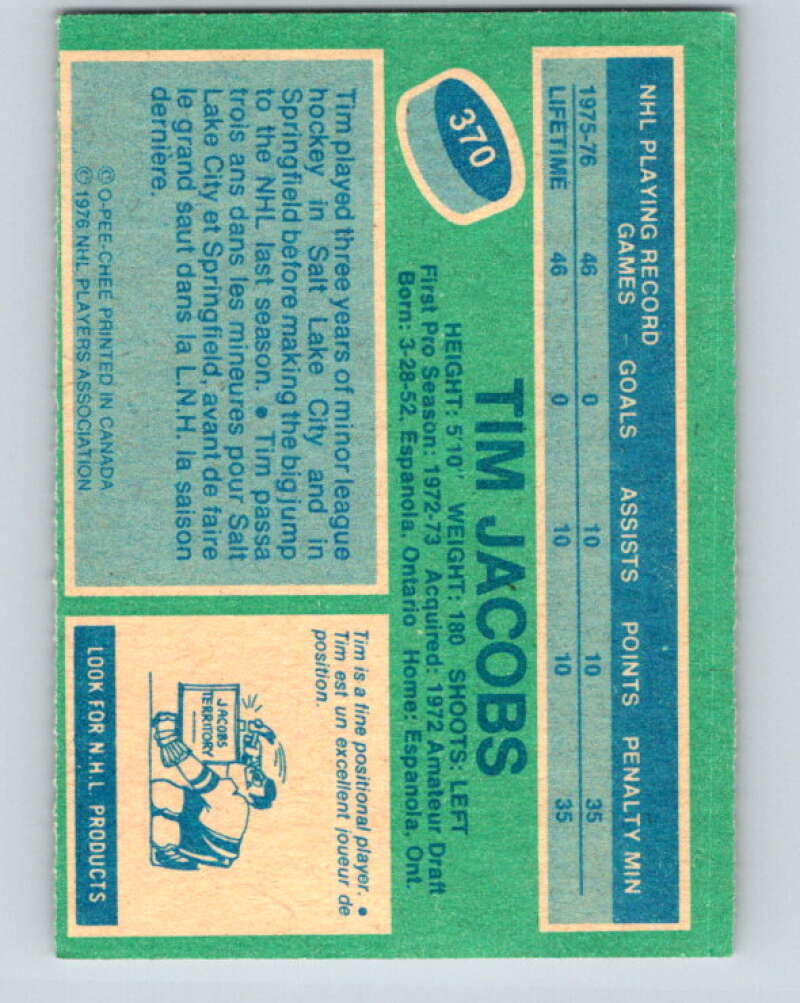 NHL PLAYING RECORD
GAMES GOALS ASSISTS POINTS PENALTY MIN
1975-76 46 0 10 10 35
LIFETIME 46 0 10 10 35
370
TIM JACOBS
HEIGHT: 5'10' WEIGHT: 180 SHOOTS: LEFT
First Pro Season: 1972-73 Acquired: 1972 Amateur Draft
Born: 3-28-52, Espanola, Ontario Home: Espanola, Ont.
Tim played three years of minor league
hockey in Salt Lake City and in
Springfield before making the big jump
to the NHL last season. • Tim passa
trois ans dans les mineures pour Salt
Lake City et Springfield, avant de faire
le grand saut dans la L.N.H. la saison
dernière.
© O-PEE-CHEE PRINTED IN CANADA
© 1976 NHL PLAYERS ASSOCIATION
Tim is a fine positional player. •
Tim est un excellent joueur de
position.
JACOBS
TERRITORY
LOOK FOR N.H.L. PRODUCTS